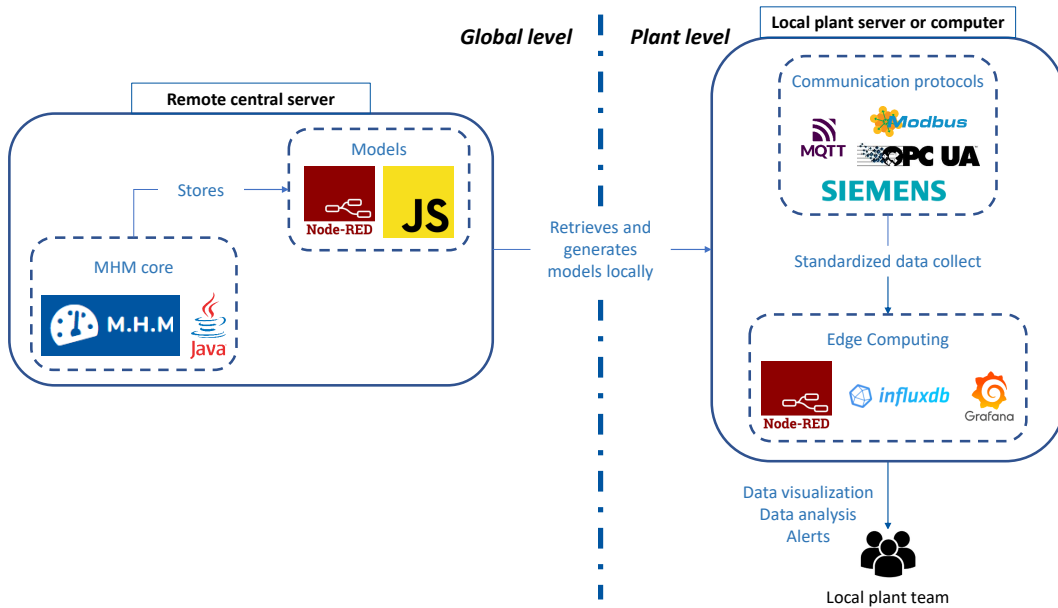 Global level
Plant level
Remote central server
Models
Node-RED
JS
Stores
MHM core
M.H.M
Java
Retrieves and
generates
models locally
Local plant server or computer
Communication protocols
MQTT
Modbus
OPC UA
SIEMENS
Standardized data collect
Edge Computing
Node-RED
influxdb
Grafana
Data visualization
Data analysis
Alerts
Local plant team